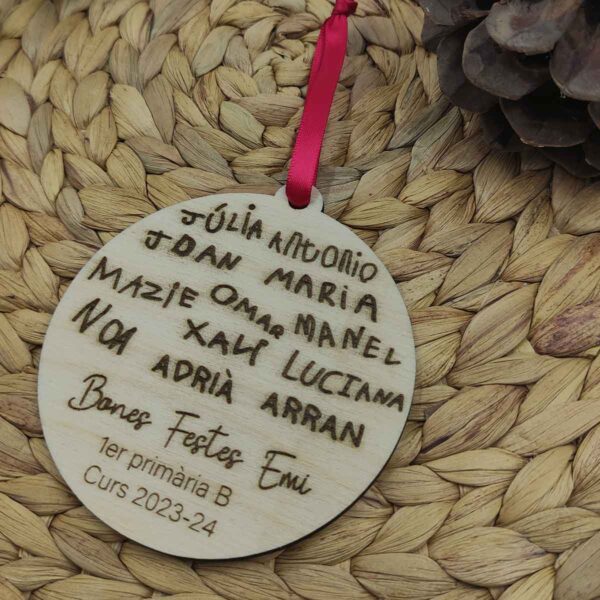 JÚLIA ANTONIO
JOAN MARIA
MAZIE OMAR MANEL
XAVI LUCIANA
NOA ADRIÀ ARRAN
Bones Festes Emi
1er primària B
Curs 2023-24